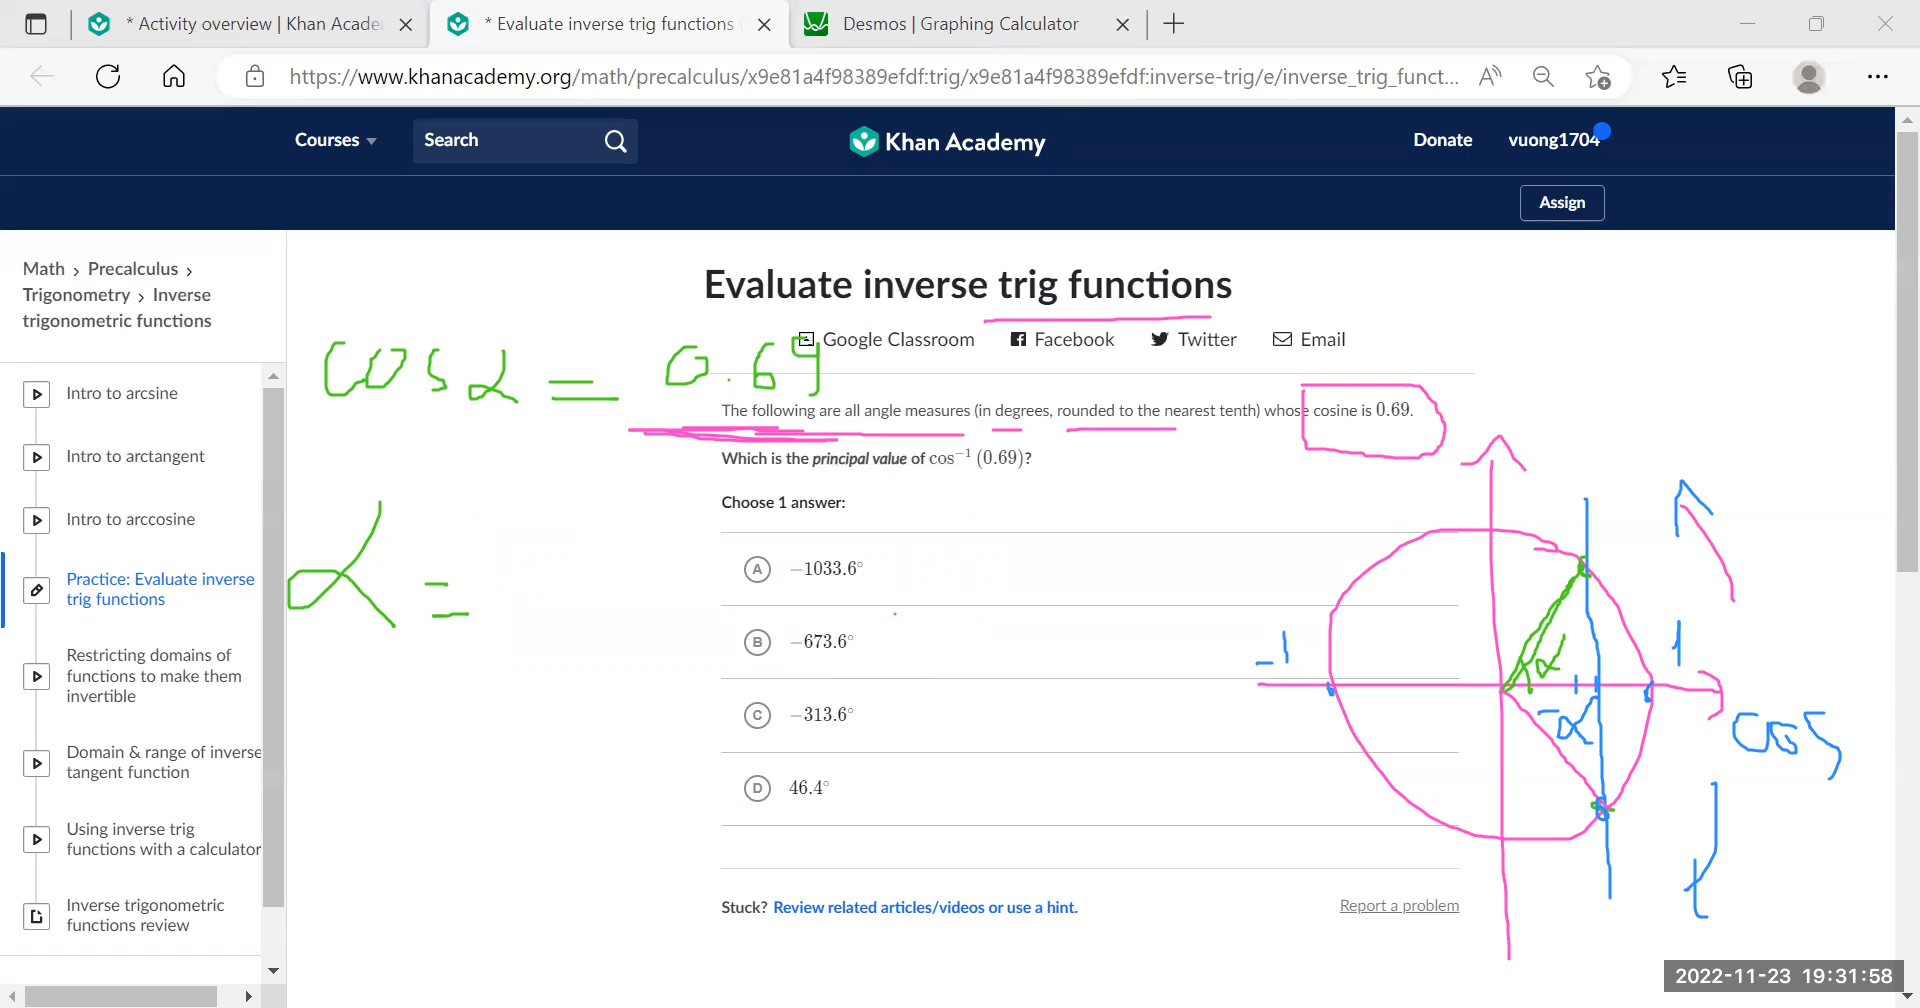 * Activity overview | Khan Acade
* Evaluate inverse trig functions
Desmos | Graphing Calculator
https://www.khanacademy.org/math/precalculus/x9e81a4f98389efdf:trig/x9e81a4f98389efdf:inverse-trig/e/inverse_trig_funct...
Courses
Search
Khan Academy
Donate
vuong1704
Assign
Math › Precalculus ›
Trigonometry › Inverse
trigonometric functions
Intro to arcsine
Intro to arctangent
Intro to arccosine
Practice: Evaluate inverse
trig functions
Restricting domains of
functions to make them
invertible
Domain & range of inverse
tangent function
Using inverse trig
functions with a calculator
Inverse trigonometric
functions review
Evaluate inverse trig functions
Google Classroom
Facebook
Twitter
Email
cos α = 0.69
The following are all angle measures (in degrees, rounded to the nearest tenth) whose cosine is 0.69.
Which is the principal value of cos⁻¹ (0.69)?
Choose 1 answer:
α =
A −1033.6°
B −673.6°
C −313.6°
D 46.4°
-1
1
α
-α
cos
Stuck? Review related articles/videos or use a hint.
Report a problem
2022-11-23 19:31:58